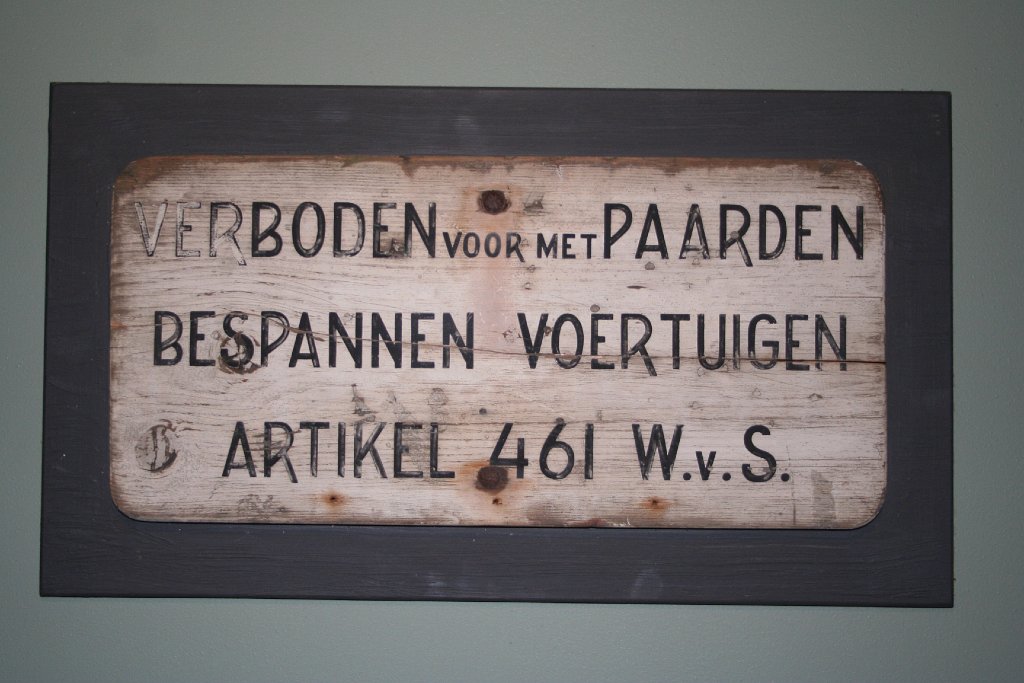 VERBODEN VOOR MET PAARDEN
BESPANNEN VOERTUIGEN
ARTIKEL 461 W.v.S.